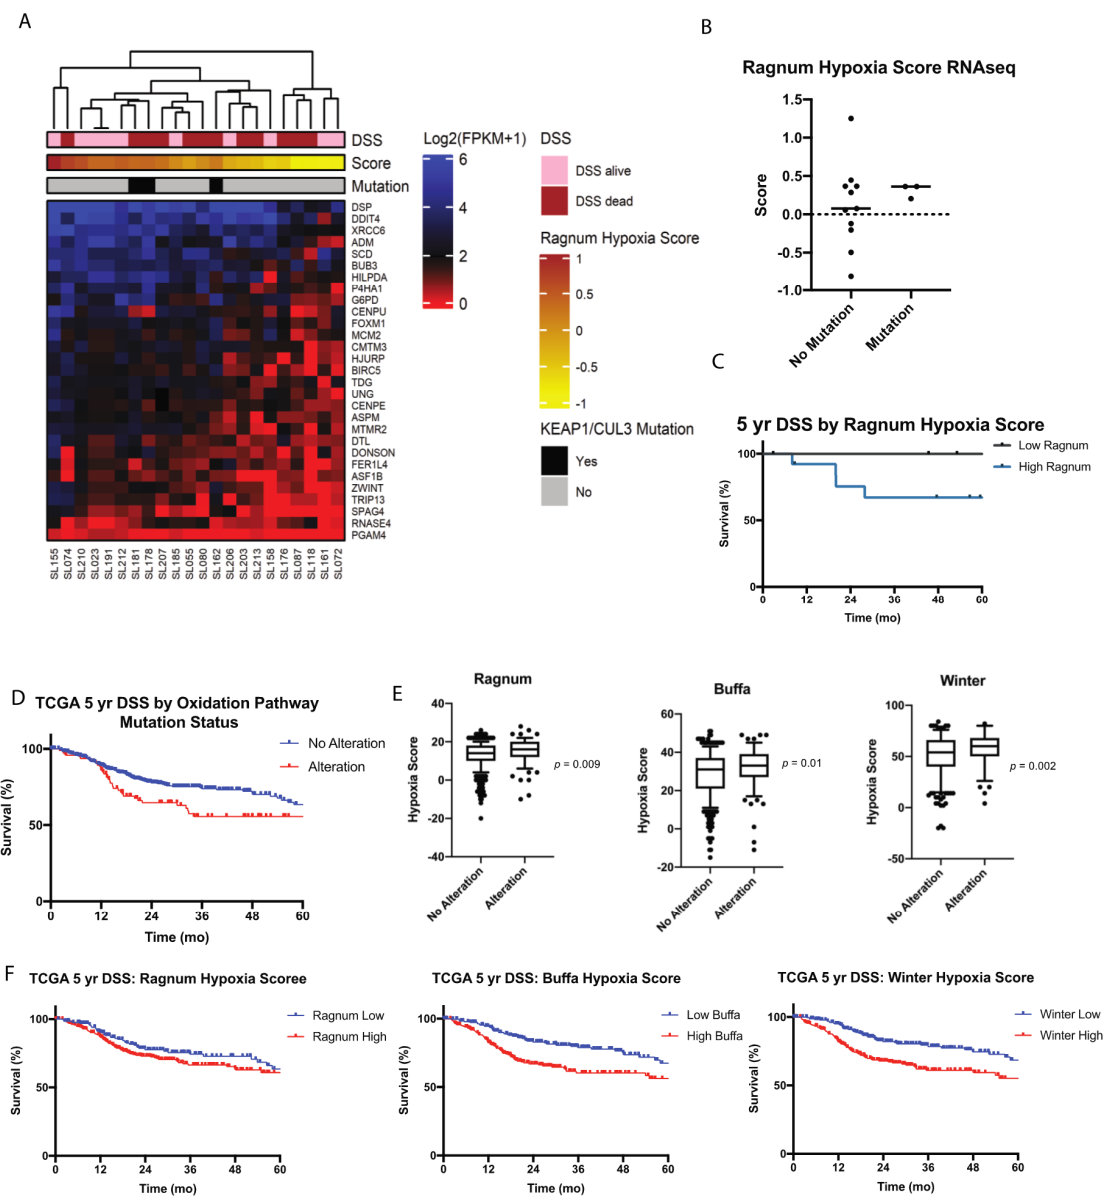 A
DSS
Score
Mutation
DSP
DDIT4
XRCC6
ADM
SCD
BUB3
HILPDA
P4HA1
G6PD
CENPU
FOXM1
MCM2
CMTM3
HJURP
BIRC5
TDG
UNG
CENPE
ASPM
MTMR2
DTL
DONSON
FER1L4
ASF1B
ZWINT
TRIP13
SPAG4
RNASE4
PGAM4
SL155
SL074
SL210
SL023
SL191
SL212
SL181
SL178
SL207
SL185
SL055
SL080
SL162
SL206
SL203
SL213
SL158
SL176
SL087
SL118
SL161
SL072
Log2(FPKM+1)
6
4
2
0
DSS
DSS alive
DSS dead
Ragnum Hypoxia Score
1
0.5
0
-0.5
-1
KEAP1/CUL3 Mutation
Yes
No
B
Ragnum Hypoxia Score RNAseq
Score
1.5
1.0
0.5
0.0
-0.5
-1.0
No Mutation
Mutation
C
5 yr DSS by Ragnum Hypoxia Score
Low Ragnum
High Ragnum
Survival (%)
100
50
0
0 12 24 36 48 60
Time (mo)
D
TCGA 5 yr DSS by Oxidation Pathway
Mutation Status
No Alteration
Alteration
Survival (%)
100
50
0
0 12 24 36 48 60
Time (mo)
E
Ragnum
Hypoxia Score
40
20
0
-20
-40
p = 0.009
No Alteration
Alteration
Buffa
Hypoxia Score
60
40
20
0
-20
p = 0.01
No Alteration
Alteration
Winter
Hypoxia Score
100
50
0
-50
p = 0.002
No Alteration
Alteration
F
TCGA 5 yr DSS: Ragnum Hypoxia Scoree
Ragnum Low
Ragnum High
Survival (%)
100
50
0
0 12 24 36 48 60
Time (mo)
TCGA 5 yr DSS: Buffa Hypoxia Score
Low Buffa
High Buffa
Survival (%)
100
50
0
0 12 24 36 48 60
Time (mo)
TCGA 5 yr DSS: Winter Hypoxia Score
Winter Low
Winter High
Survival (%)
100
50
0
0 12 24 36 48 60
Time (mo)